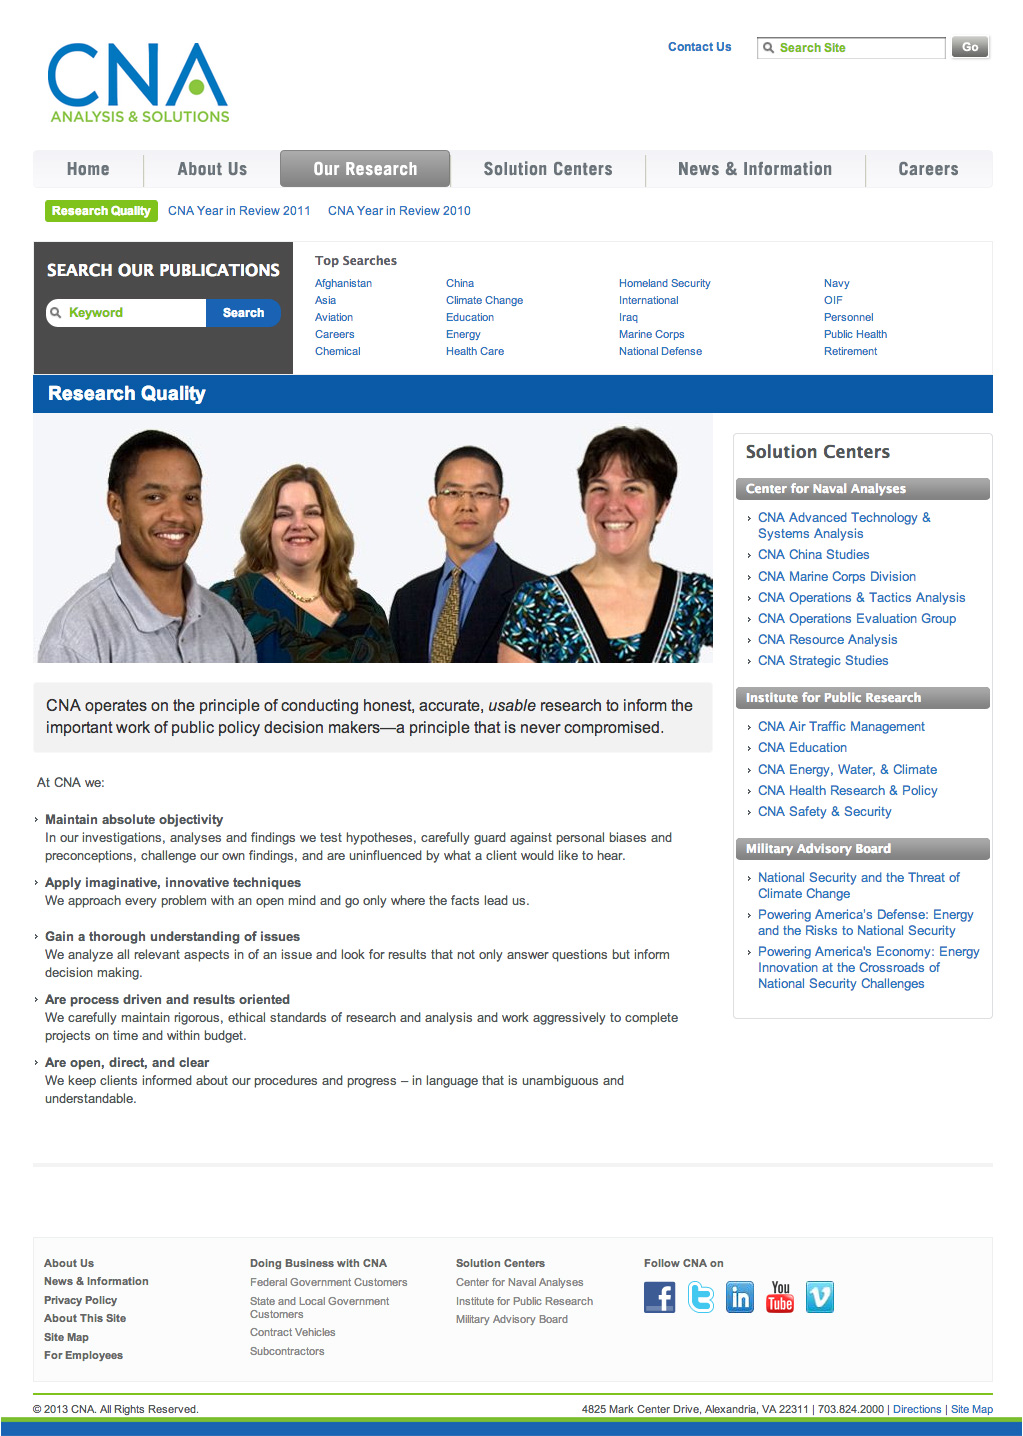 CNA
ANALYSIS & SOLUTIONS
Contact Us
Search Site
Go
Home
About Us
Our Research
Solution Centers
News & Information
Careers
Research Quality
CNA Year in Review 2011
CNA Year in Review 2010
SEARCH OUR PUBLICATIONS
Keyword
Search
Top Searches
Afghanistan
Asia
Aviation
Careers
Chemical
China
Climate Change
Education
Energy
Health Care
Homeland Security
International
Iraq
Marine Corps
National Defense
Navy
OIF
Personnel
Public Health
Retirement
Research Quality
CNA operates on the principle of conducting honest, accurate, usable research to inform the
important work of public policy decision makers—a principle that is never compromised.
At CNA we:
Maintain absolute objectivity
In our investigations, analyses and findings we test hypotheses, carefully guard against personal biases and
preconceptions, challenge our own findings, and are uninfluenced by what a client would like to hear.
Apply imaginative, innovative techniques
We approach every problem with an open mind and go only where the facts lead us.
Gain a thorough understanding of issues
We analyze all relevant aspects in of an issue and look for results that not only answer questions but inform
decision making.
Are process driven and results oriented
We carefully maintain rigorous, ethical standards of research and analysis and work aggressively to complete
projects on time and within budget.
Are open, direct, and clear
We keep clients informed about our procedures and progress – in language that is unambiguous and
understandable.
Solution Centers
Center for Naval Analyses
CNA Advanced Technology &
Systems Analysis
CNA China Studies
CNA Marine Corps Division
CNA Operations & Tactics Analysis
CNA Operations Evaluation Group
CNA Resource Analysis
CNA Strategic Studies
Institute for Public Research
CNA Air Traffic Management
CNA Education
CNA Energy, Water, & Climate
CNA Health Research & Policy
CNA Safety & Security
Military Advisory Board
National Security and the Threat of
Climate Change
Powering America's Defense: Energy
and the Risks to National Security
Powering America's Economy: Energy
Innovation at the Crossroads of
National Security Challenges
About Us
News & Information
Privacy Policy
About This Site
Site Map
For Employees
Doing Business with CNA
Federal Government Customers
State and Local Government
Customers
Contract Vehicles
Subcontractors
Solution Centers
Center for Naval Analyses
Institute for Public Research
Military Advisory Board
Follow CNA on
You
Tube
© 2013 CNA. All Rights Reserved.
4825 Mark Center Drive, Alexandria, VA 22311 | 703.824.2000 | Directions | Site Map